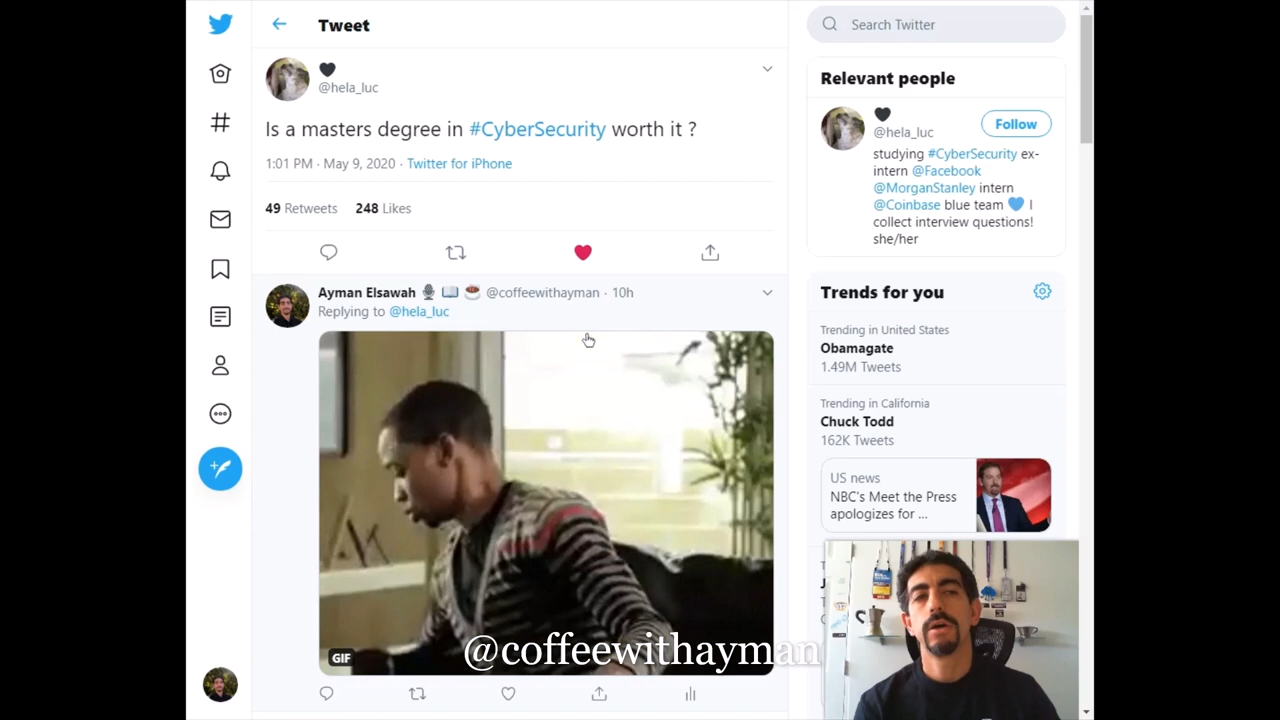 Tweet
🖤
@hela_luc
Is a masters degree in #CyberSecurity worth it ?
1:01 PM · May 9, 2020 · Twitter for iPhone
49 Retweets 248 Likes
Ayman Elsawah 🎙️ 📖 ☕ @coffeewithayman · 10h
Replying to @hela_luc
GIF
@coffeewithayman
Search Twitter
Relevant people
🖤
@hela_luc
Follow
studying #CyberSecurity ex-
intern @Facebook
@MorganStanley intern
@Coinbase blue team 💙 I
collect interview questions!
she/her
Trends for you
Trending in United States
Obamagate
1.49M Tweets
Trending in California
Chuck Todd
162K Tweets
US news
NBC's Meet the Press
apologizes for ...